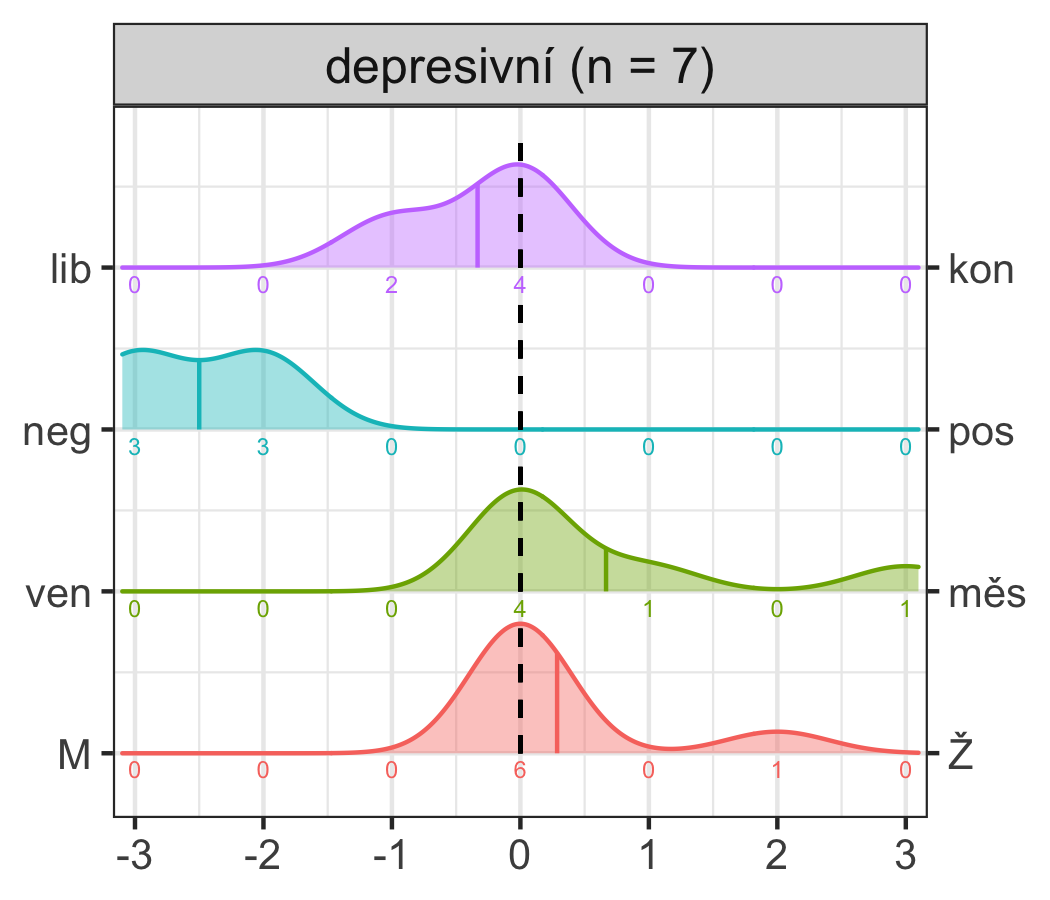 depresivní (n = 7)
lib kon
0 0 2 4 0 0 0
neg pos
3 3 0 0 0 0 0
ven měs
0 0 0 4 1 0 1
M Ž
0 0 0 6 0 1 0
-3 -2 -1 0 1 2 3